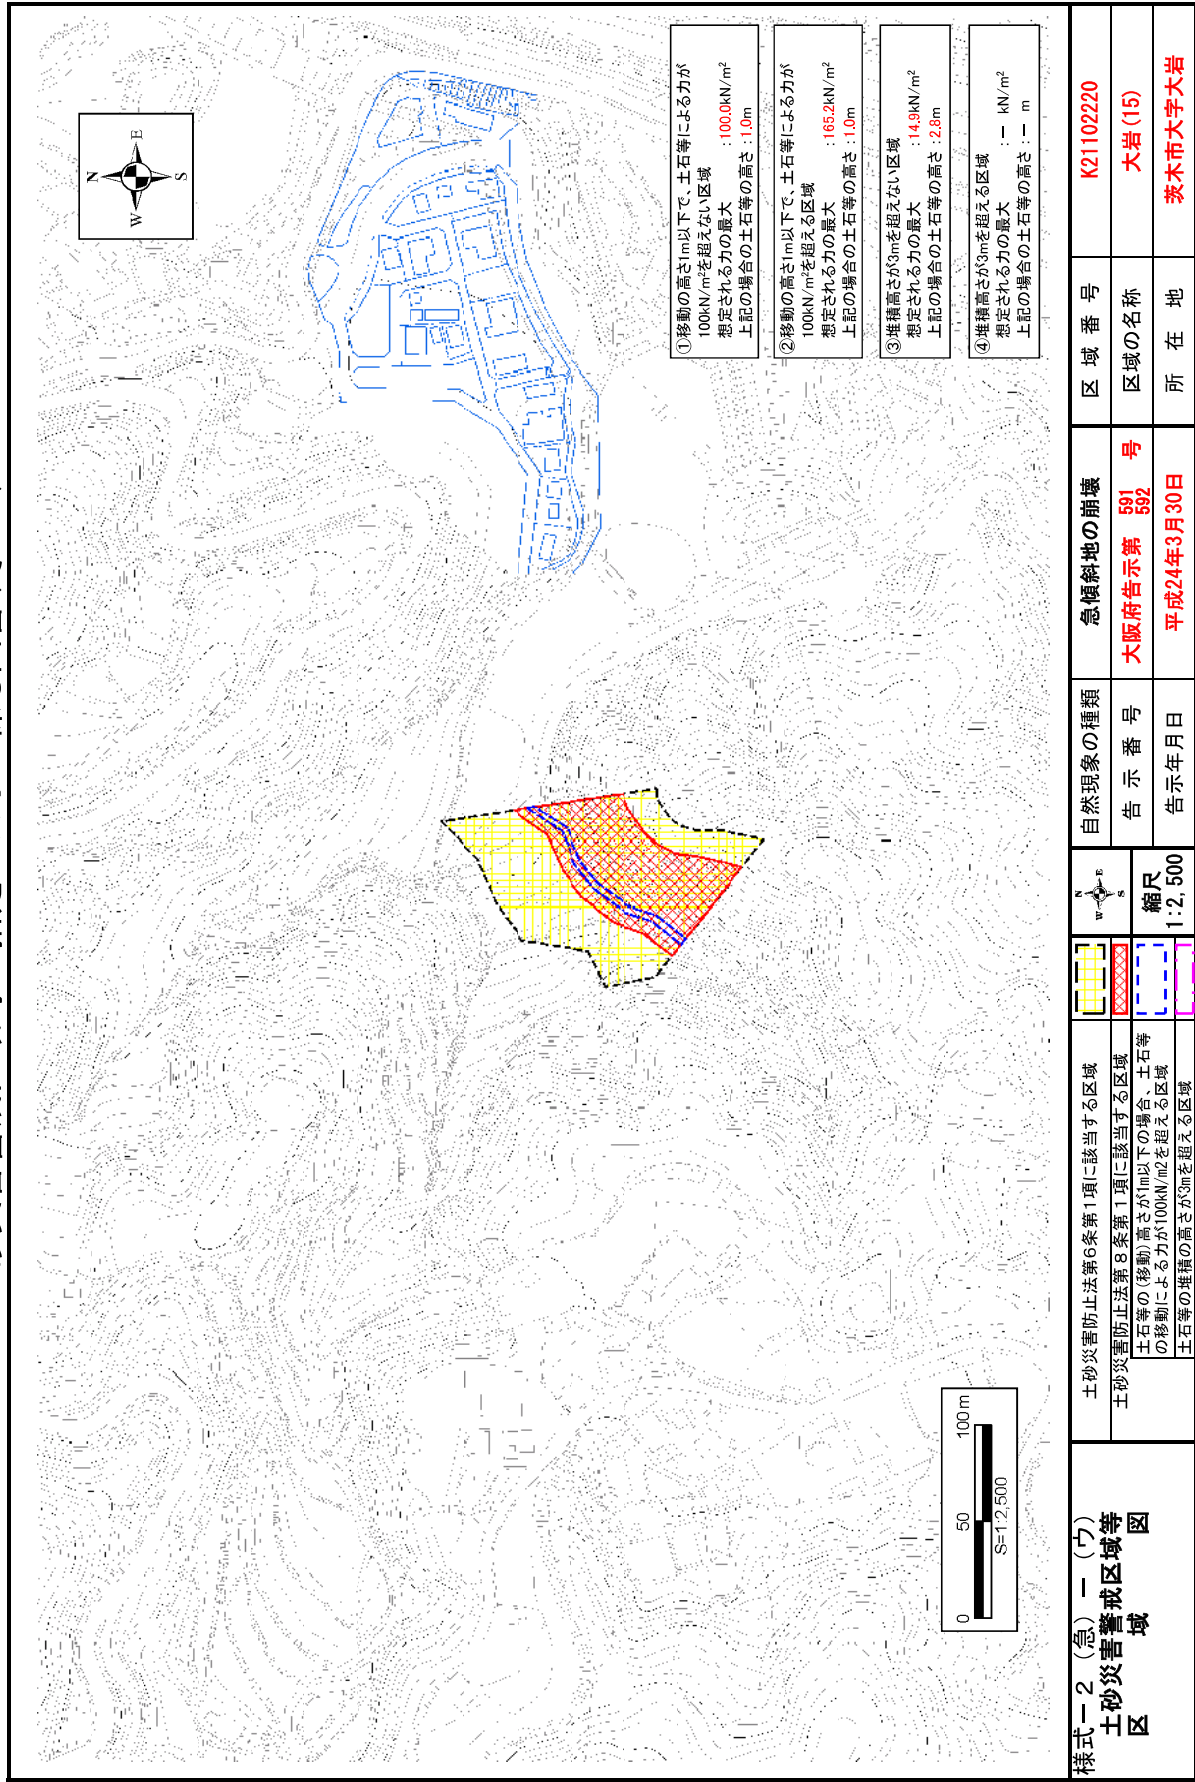 N
W E
S
①移動の高さ1m以下で、土石等による力が
100kN/m²を超えない区域
想定される力の最大 :100.0kN/m²
上記の場合の土石等の高さ:1.0m
②移動の高さ1m以下で、土石等による力が
100kN/m²を超える区域
想定される力の最大 :165.2kN/m²
上記の場合の土石等の高さ:1.0m
③堆積高さが3mを超えない区域
想定される力の最大 :14.9kN/m²
上記の場合の土石等の高さ:2.8m
④堆積高さが3mを超える区域
想定される力の最大 :ー kN/m²
上記の場合の土石等の高さ:ー m
0 50 100m
S=1:2,500
様式-2(急)-(ウ)
土砂災害警戒区域等
区 域 図
土砂災害防止法第6条第1項に該当する区域
土砂災害防止法第8条第1項に該当する区域
土石等の(移動)高さが1m以下の場合、土石等
の移動による力が100kN/m2を超える区域
土石等の堆積の高さが3mを超える区域
N
W E
S
縮尺
1:2,500
自然現象の種類 急傾斜地の崩壊
告示番号 大阪府告示第 591 592 号
告示年月日 平成24年3月30日
区域番号 K21102220
区域の名称 大岩(15)
所在地 茨木市大字大岩